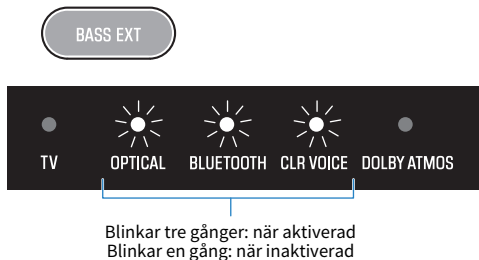 BASS EXT
TV OPTICAL BLUETOOTH CLR VOICE DOLBY ATMOS
Blinkar tre gånger: när aktiverad
Blinkar en gång: när inaktiverad